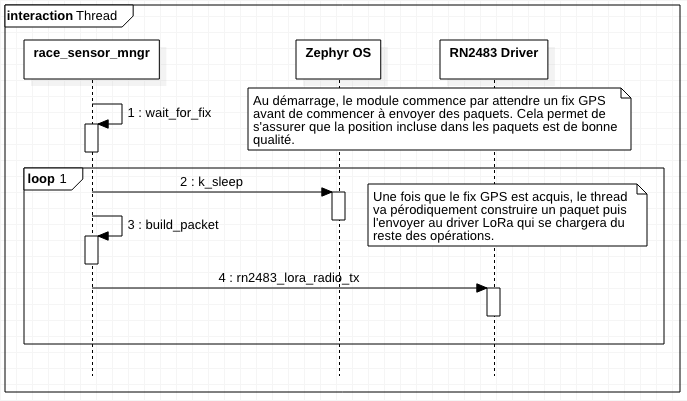 interaction Thread
race_sensor_mngr
Zephyr OS
RN2483 Driver
Au démarrage, le module commence par attendre un fix GPS
avant de commencer à envoyer des paquets. Cela permet de
s'assurer que la position incluse dans les paquets est de bonne
qualité.
1 : wait_for_fix
loop 1
2 : k_sleep
Une fois que le fix GPS est acquis, le thread
va pérodiquement construire un paquet puis
l'envoyer au driver LoRa qui se chargera du
reste des opérations.
3 : build_packet
4 : rn2483_lora_radio_tx